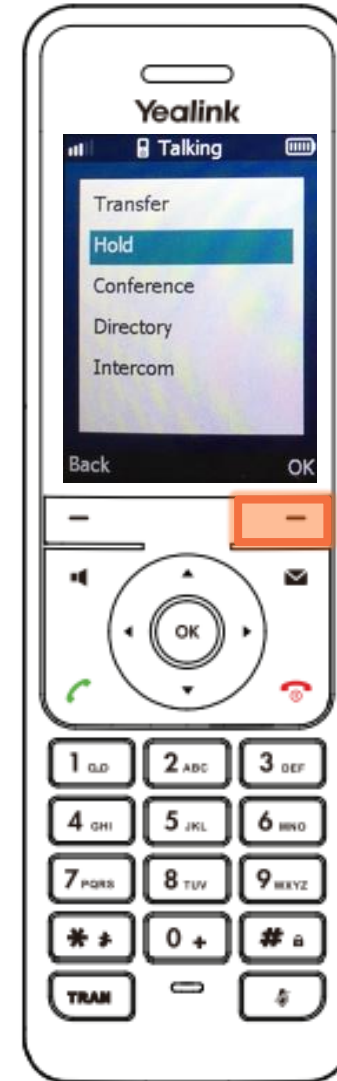 Yealink
Talking
Transfer
Hold
Conference
Directory
Intercom
Back OK
OK
1 2 ABC 3 DEF
4 GHI 5 JKL 6 MNO
7 PQRS 8 TUV 9 WXYZ
* 0 + #
TRAN